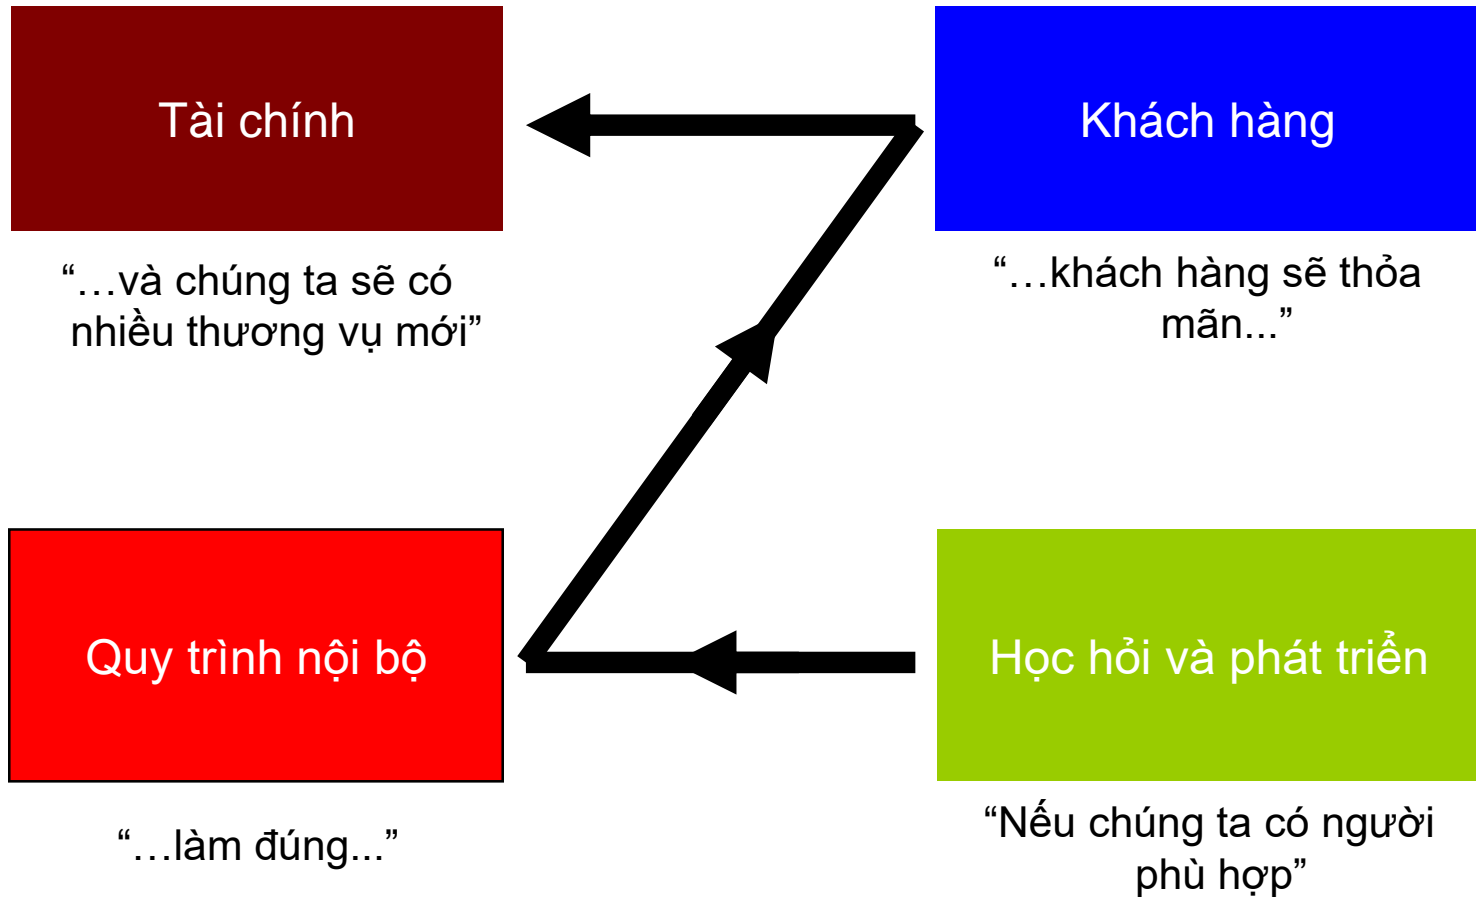 Tài chính
Khách hàng
“…và chúng ta sẽ có
nhiều thương vụ mới”
“…khách hàng sẽ thỏa
mãn...”
Quy trình nội bộ
Học hỏi và phát triển
“…làm đúng...”
“Nếu chúng ta có người
phù hợp”